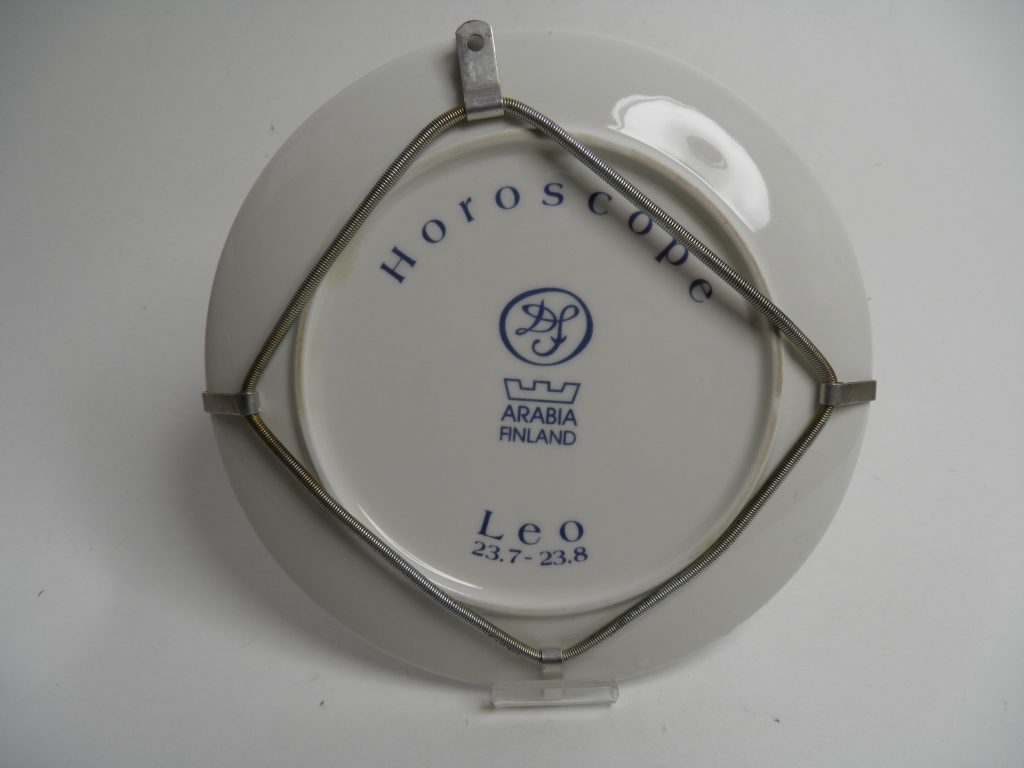 Horoscope
ARABIA
FINLAND
Leo
23.7-23.8